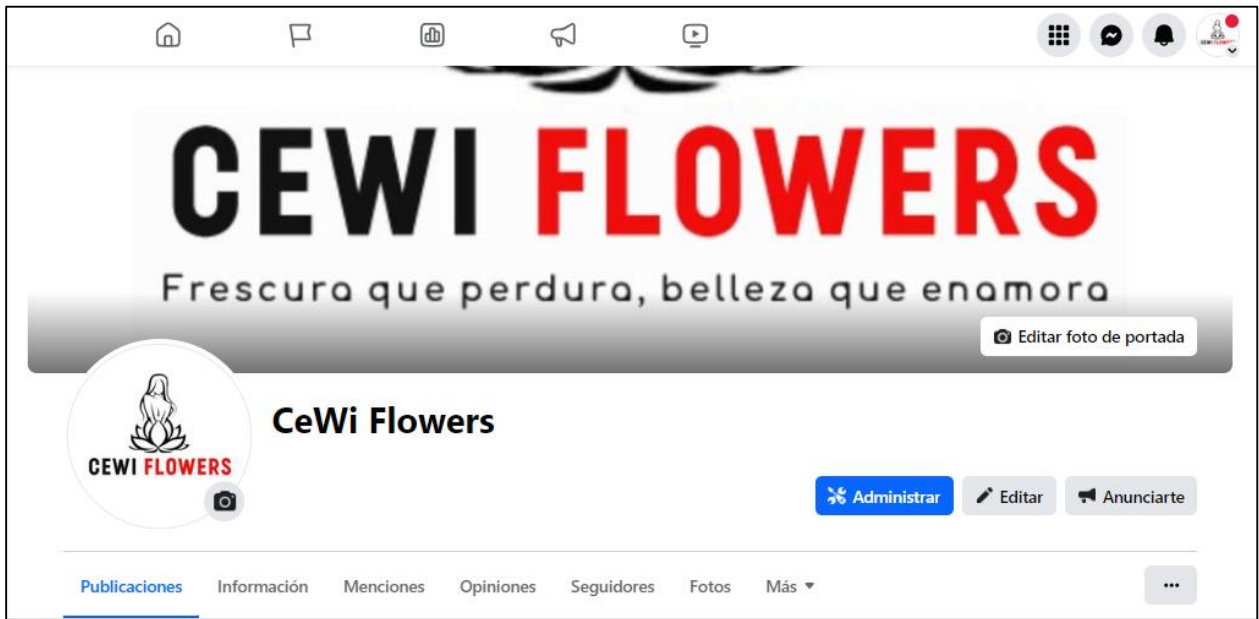 CEWI FLOWERS
Frescura que perdura, belleza que enamora
Editar foto de portada
CEWI FLOWERS
CeWi Flowers
Administrar
Editar
Anunciarte
Publicaciones
Información
Menciones
Opiniones
Seguidores
Fotos
Más